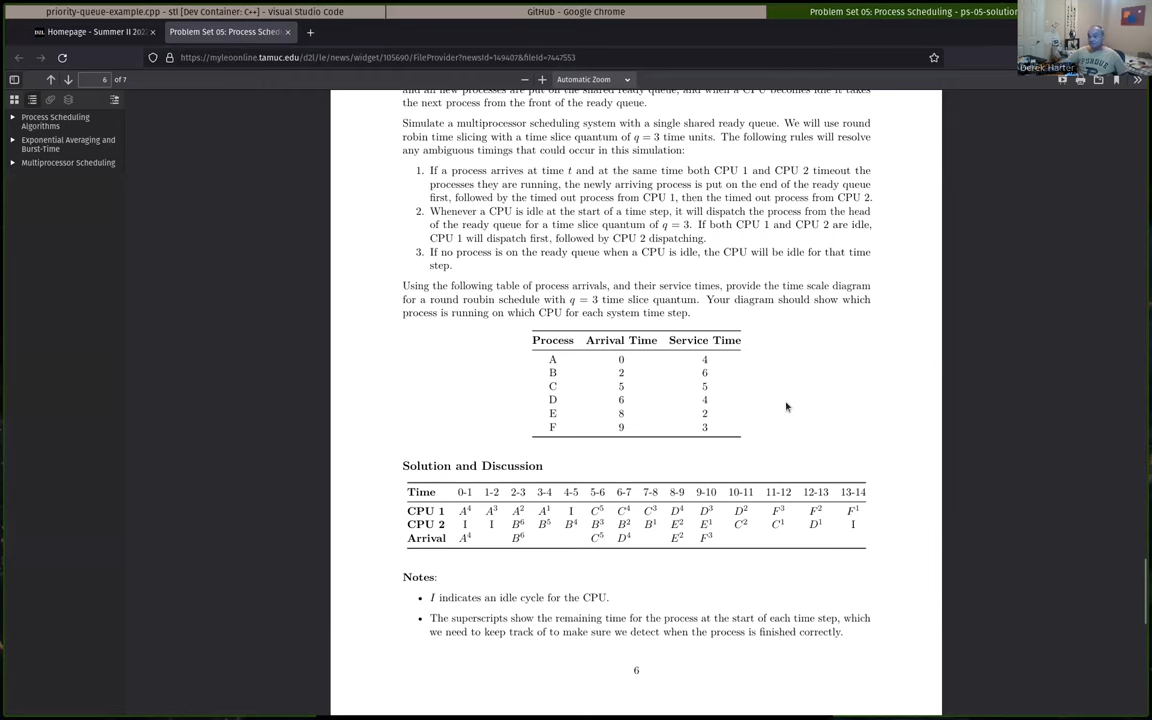 priority-queue-example.cpp - stl [Dev Container: C++] - Visual Studio Code
GitHub - Google Chrome
Problem Set 05: Process Scheduling - ps-05-solution
Homepage - Summer II 202
Problem Set 05: Process Sched
https://myleoonline.tamuc.edu/d2l/le/news/widget/105690/FileProvider?newsId=149407&fileId=7447553
Derek Harter
6 of 7
Automatic Zoom
Process Scheduling
Algorithms
Exponential Averaging and
Burst-Time
Multiprocessor Scheduling
and all new processes are put on the shared ready queue, and when a CPU becomes idle it takes
the next process from the front of the ready queue.
Simulate a multiprocessor scheduling system with a single shared ready queue. We will use round
robin time slicing with a time slice quantum of q = 3 time units. The following rules will resolve
any ambiguous timings that could occur in this simulation:
1. If a process arrives at time t and at the same time both CPU 1 and CPU 2 timeout the
processes they are running, the newly arriving process is put on the end of the ready queue
first, followed by the timed out process from CPU 1, then the timed out process from CPU 2.
2. Whenever a CPU is idle at the start of a time step, it will dispatch the process from the head
of the ready queue for a time slice quantum of q = 3. If both CPU 1 and CPU 2 are idle,
CPU 1 will dispatch first, followed by CPU 2 dispatching.
3. If no process is on the ready queue when a CPU is idle, the CPU will be idle for that time
step.
Using the following table of process arrivals, and their service times, provide the time scale diagram
for a round roubin schedule with q = 3 time slice quantum. Your diagram should show which
process is running on which CPU for each system time step.
Process Arrival Time Service Time
A 0 4
B 2 6
C 5 5
D 6 4
E 8 2
F 9 3
Solution and Discussion
Time 0-1 1-2 2-3 3-4 4-5 5-6 6-7 7-8 8-9 9-10 10-11 11-12 12-13 13-14
CPU 1 A⁴ A³ A² A¹ I C⁵ C⁴ C³ D⁴ D³ D² F³ F² F¹
CPU 2 I I B⁶ B⁵ B⁴ B³ B² B¹ E² E¹ C² C¹ D¹ I
Arrival A⁴ B⁶ C⁵ D⁴ E² F³
Notes:
• I indicates an idle cycle for the CPU.
• The superscripts show the remaining time for the process at the start of each time step, which
we need to keep track of to make sure we detect when the process is finished correctly.
6